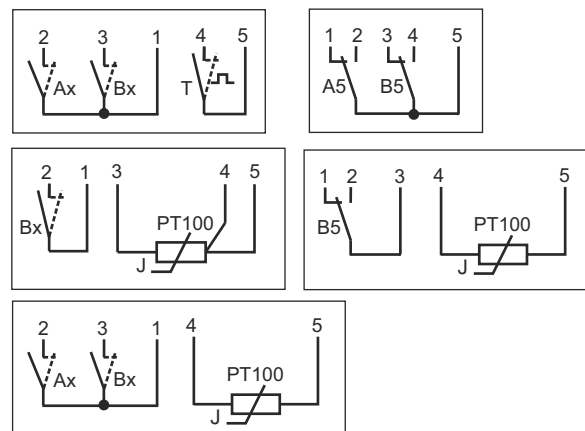 2 3 1 4 5
Ax Bx T
1 2 3 4 5
A5 B5
2 1 3 4 5
Bx PT100
J
1 2 3 4 5
B5 PT100
J
2 3 1 4 5
Ax Bx PT100
J